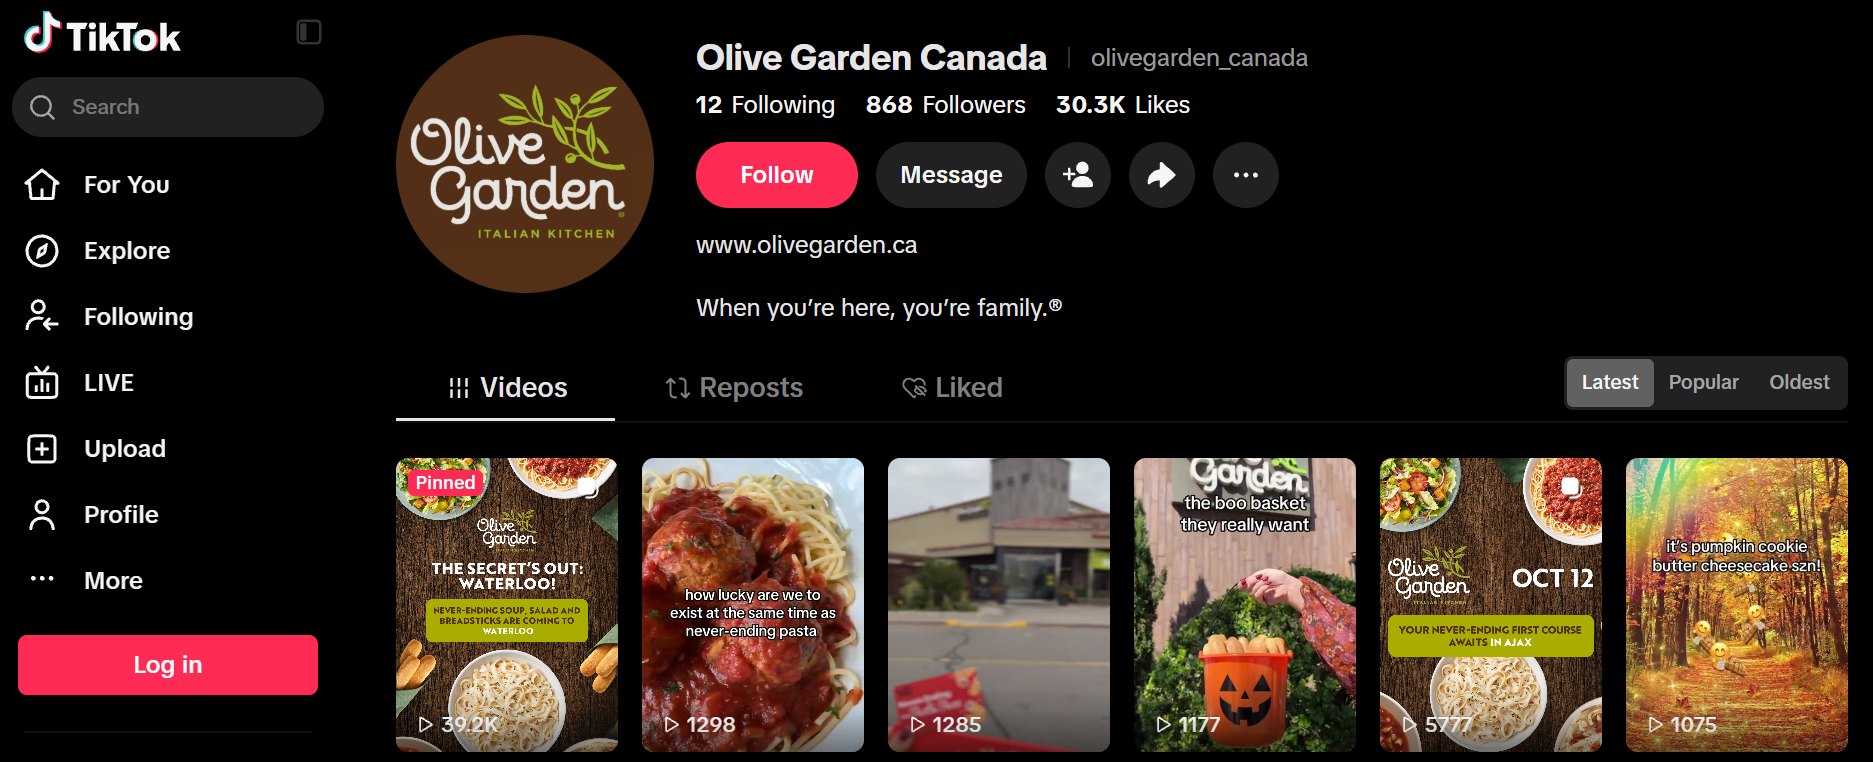 TikTok
Search
For You
Explore
Following
LIVE
Upload
Profile
More
Log in
Olive
Garden
ITALIAN KITCHEN
Olive Garden Canada
olivegarden_canada
12 Following 868 Followers 30.3K Likes
Follow
Message
www.olivegarden.ca
When you’re here, you’re family.®
Videos
Reposts
Liked
Latest
Popular
Oldest
Pinned
Olive
Garden
THE SECRET'S OUT:
WATERLOO!
NEVER-ENDING SOUP, SALAD AND
BREADSTICKS ARE COMING TO
WATERLOO
39.2K
how lucky are we to
exist at the same time as
never-ending pasta
1298
1285
Garden
the boo basket
they really want
1177
Olive
Garden
ITALIAN KITCHEN
OCT 12
YOUR NEVER-ENDING FIRST COURSE
AWAITS IN AJAX
5777
it's pumpkin cookie
butter cheesecake szn!
1075